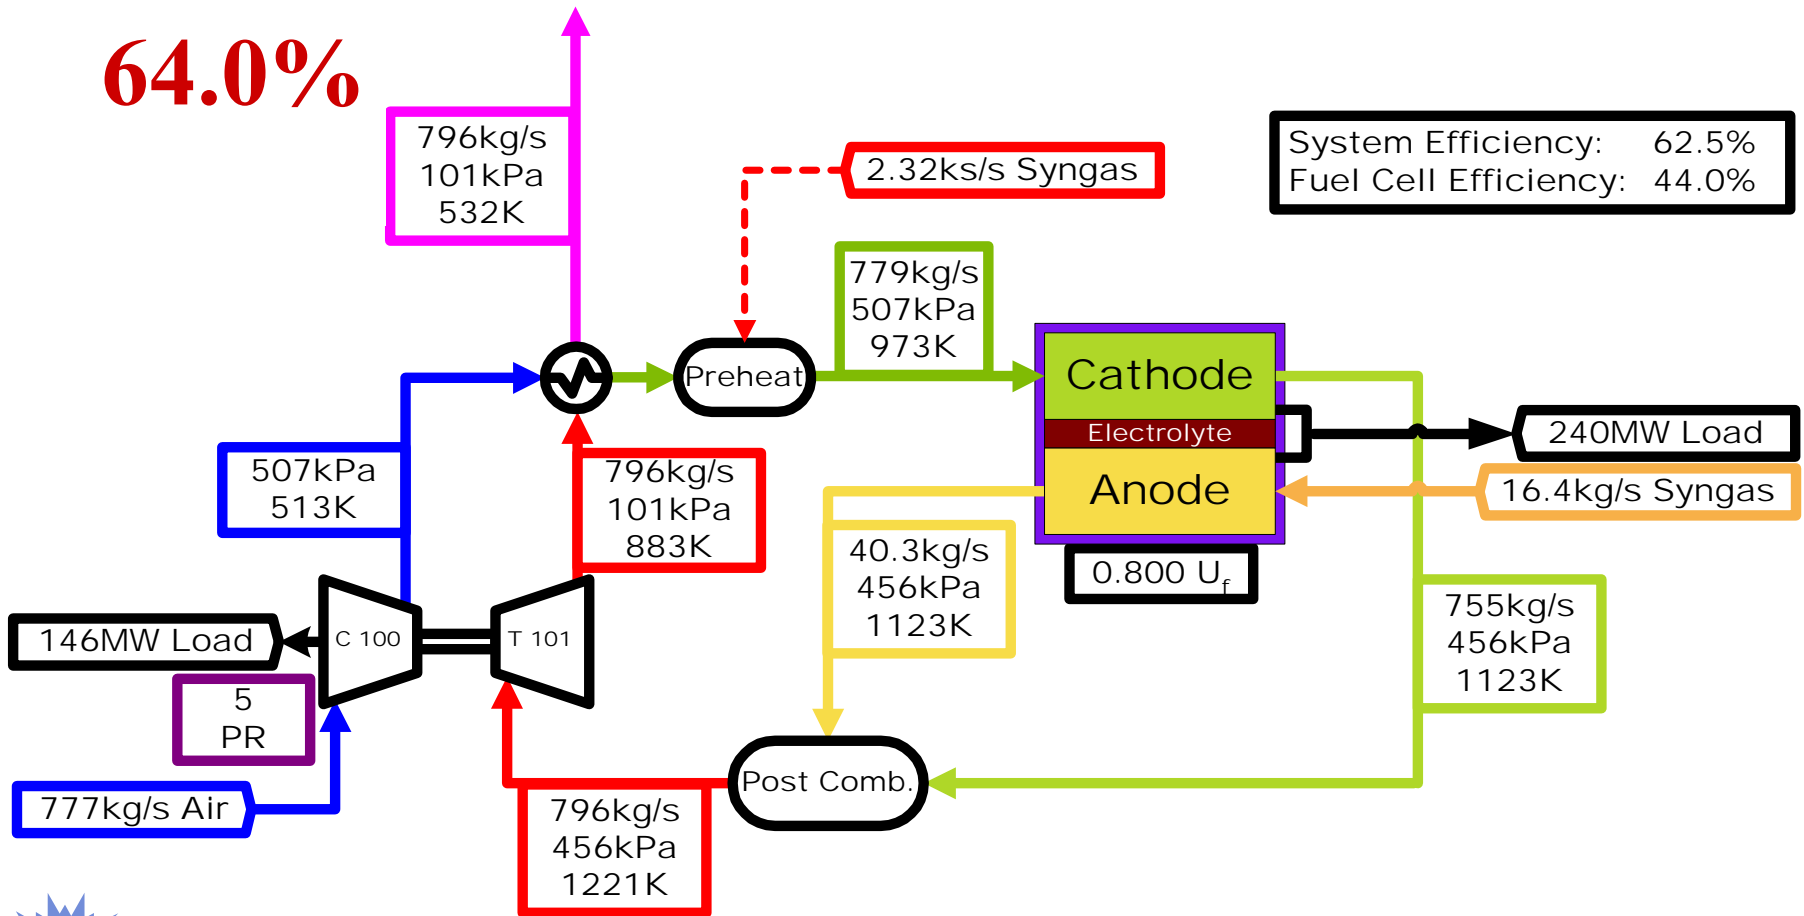 64.0%
796kg/s
101kPa
532K
2.32ks/s Syngas
System Efficiency: 62.5%
Fuel Cell Efficiency: 44.0%
779kg/s
507kPa
973K
Preheat
Cathode
Electrolyte
Anode
240MW Load
16.4kg/s Syngas
507kPa
513K
796kg/s
101kPa
883K
40.3kg/s
456kPa
1123K
0.800 Uf
755kg/s
456kPa
1123K
146MW Load
C 100
T 101
5
PR
777kg/s Air
Post Comb.
796kg/s
456kPa
1221K